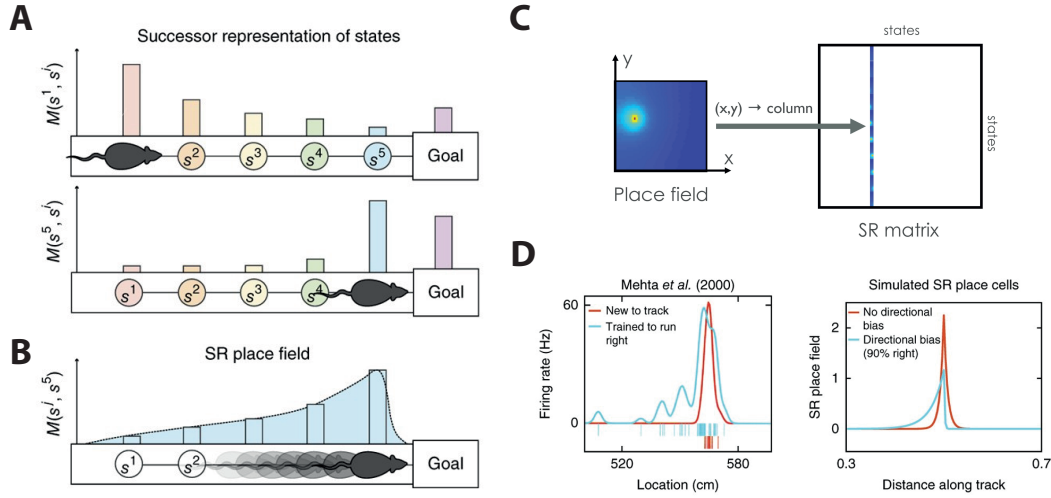 A
Successor representation of states
M(s¹, sⁱ)
s² s³ s⁴ s⁵ Goal
M(s⁵, sⁱ)
s¹ s² s³ s⁴ Goal
B
SR place field
M(sⁱ, s⁵)
s¹ s² Goal
C
y
x
Place field
(x,y) → column
states
states
SR matrix
D
Mehta et al. (2000)
New to track
Trained to run
right
Firing rate (Hz)
60
0
520 580
Location (cm)
Simulated SR place cells
No directional
bias
Directional bias
(90% right)
SR place field
2
1
0
0.3 0.7
Distance along track